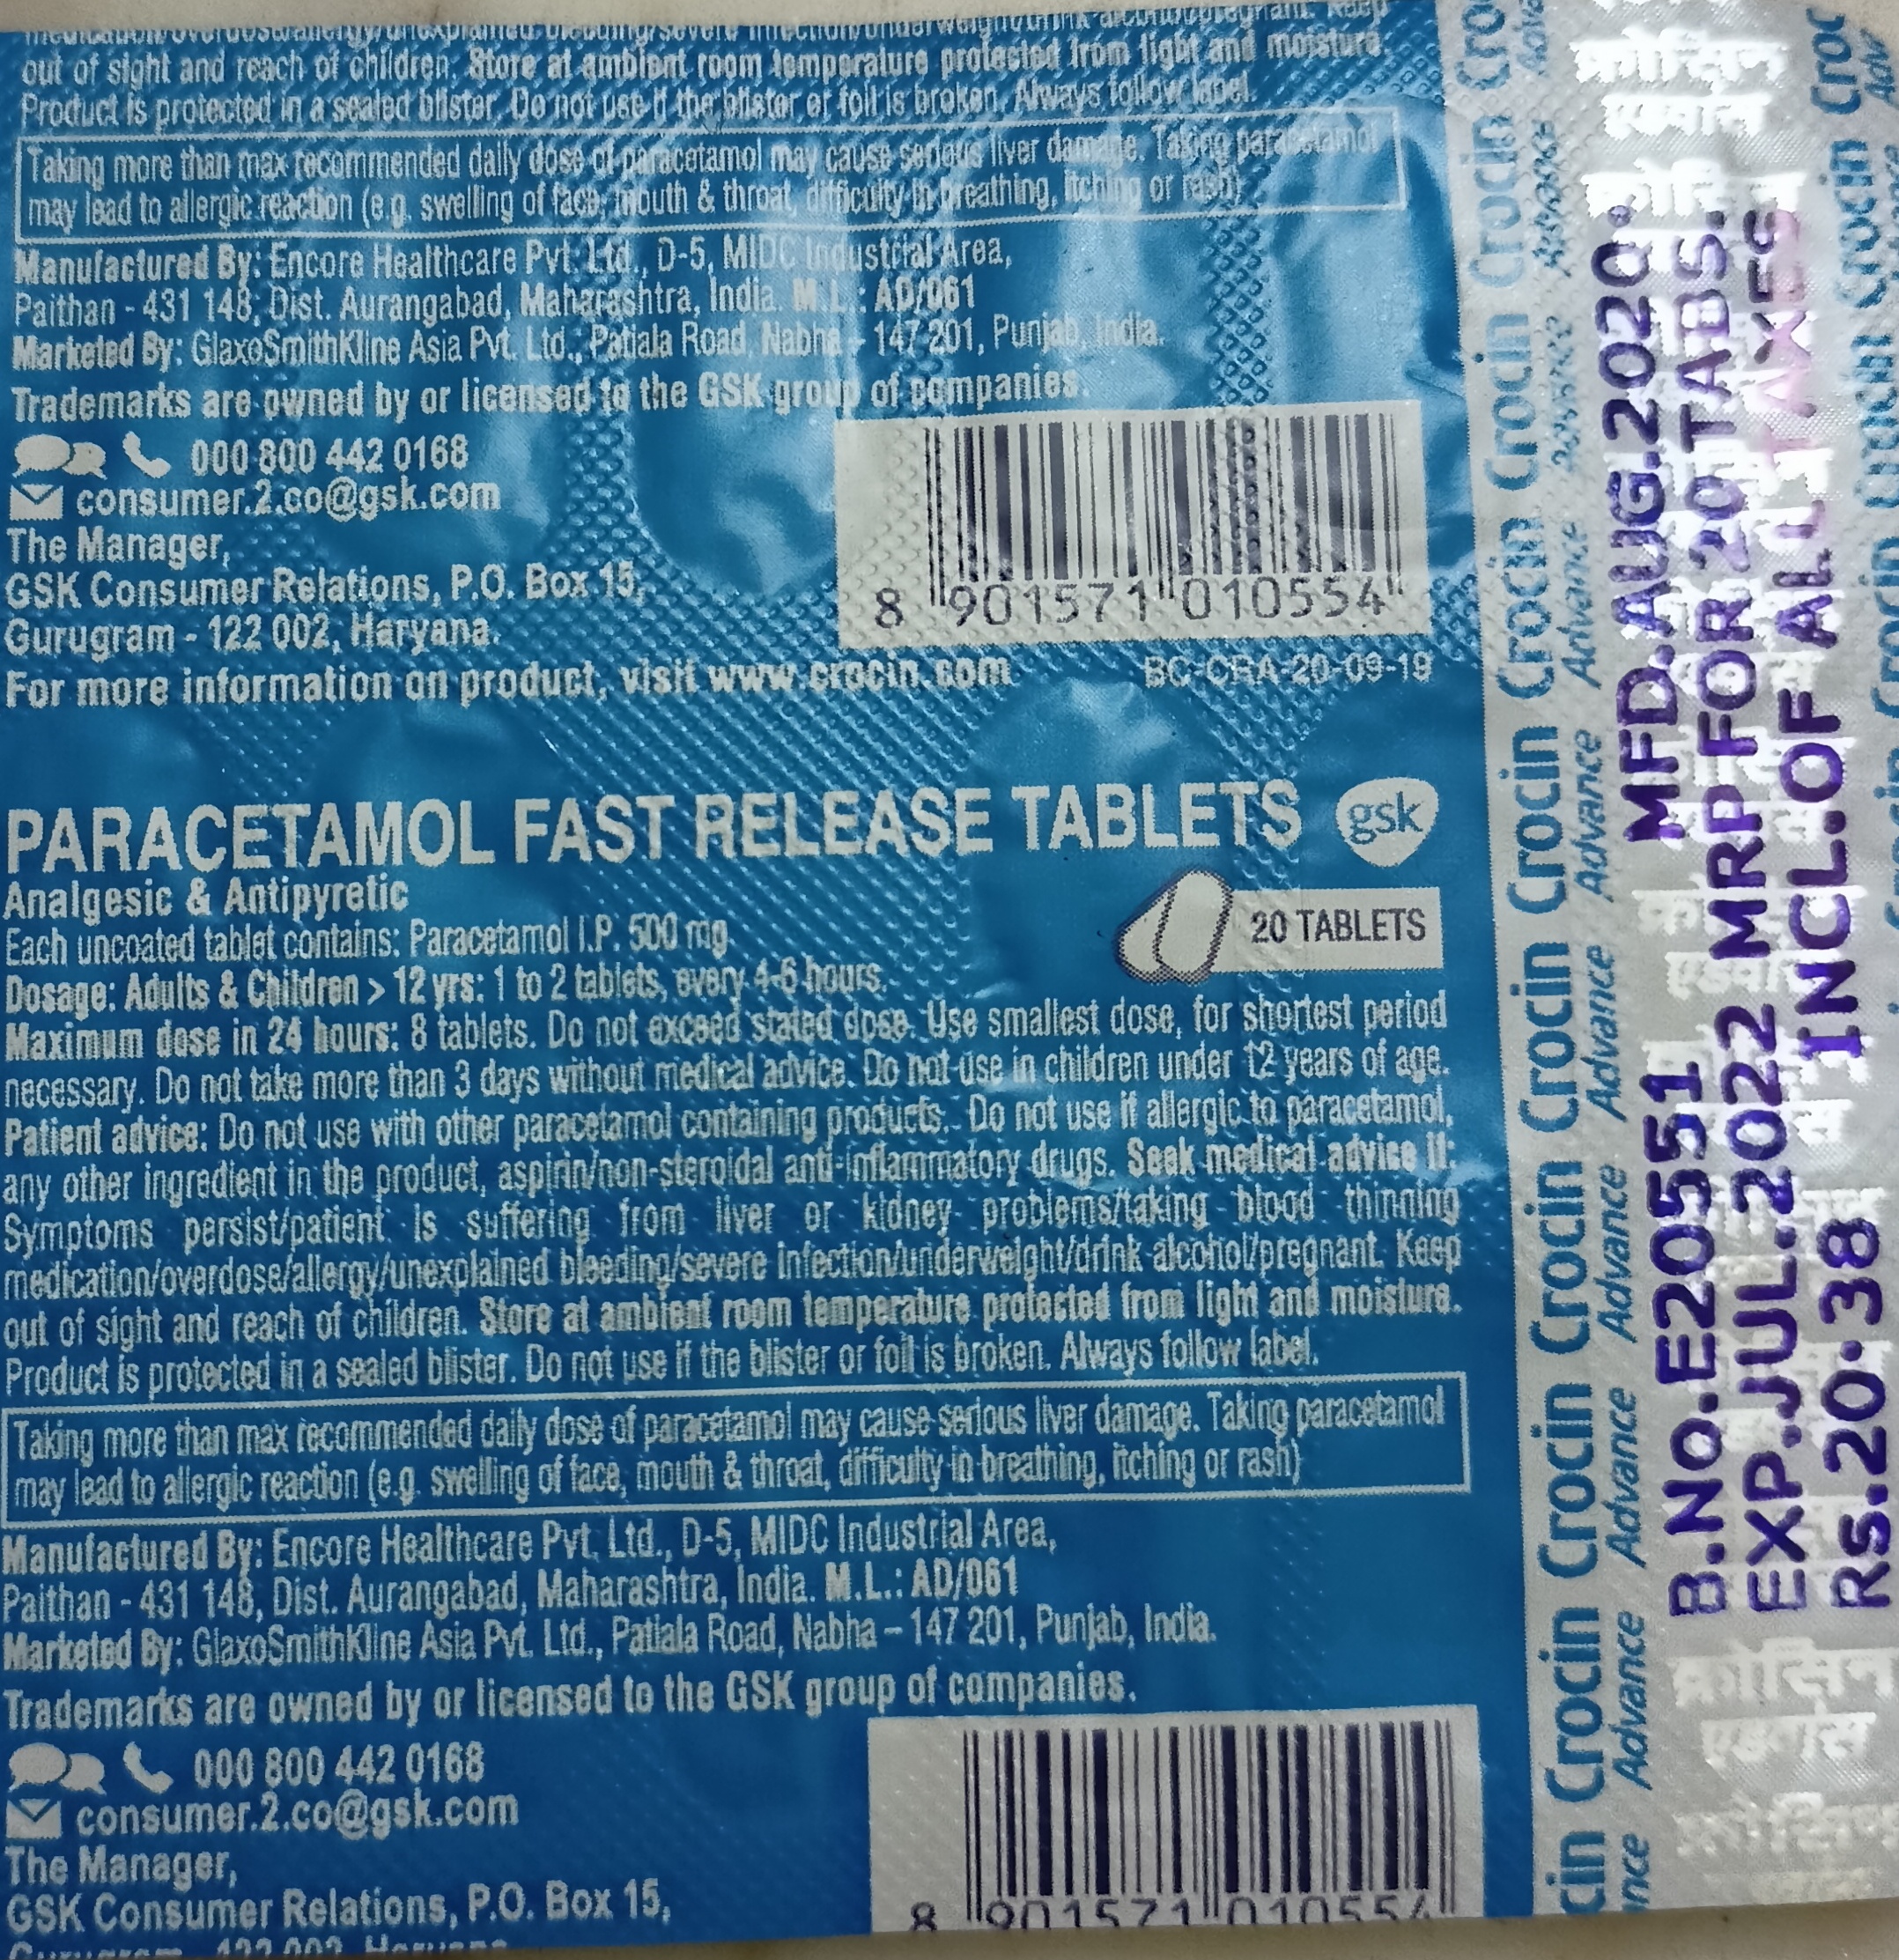 out of sight and reach of children. Store at ambient room temperature protected from light and moisture.
Product is protected in a sealed blister. Do not use if the blister or foil is broken. Always follow label.
Taking more than max recommended daily dose of paracetamol may cause serious liver damage. Taking paracetamol
may lead to allergic reaction (e.g. swelling of face, mouth & throat, difficulty in breathing, itching or rash)
Manufactured By: Encore Healthcare Pvt. Ltd., D-5, MIDC Industrial Area,
Paithan - 431 148, Dist. Aurangabad, Maharashtra, India. M.L.: AD/061
Marketed By: GlaxoSmithKline Asia Pvt. Ltd., Patiala Road, Nabha - 147 201, Punjab, India.
Trademarks are owned by or licensed to the GSK group of companies.
000 800 442 0168
consumer.2.co@gsk.com
The Manager,
GSK Consumer Relations, P.O. Box 15,
Gurugram - 122 002, Haryana.
For more information on product, visit www.crocin.com
8 901571 010554
BC-CRA-20-09-19
PARACETAMOL FAST RELEASE TABLETS
gsk
Analgesic & Antipyretic
20 TABLETS
Each uncoated tablet contains: Paracetamol I.P. 500 mg
Dosage: Adults & Children > 12 yrs: 1 to 2 tablets, every 4-6 hours.
Maximum dose in 24 hours: 8 tablets. Do not exceed stated dose. Use smallest dose, for shortest period
necessary. Do not take more than 3 days without medical advice. Do not use in children under 12 years of age.
Patient advice: Do not use with other paracetamol containing products. Do not use if allergic to paracetamol,
any other ingredient in the product, aspirin/non-steroidal anti-inflammatory drugs. Seek medical advice if:
Symptoms persist/patient is suffering from liver or kidney problems/taking blood thinning
medication/overdose/allergy/unexplained bleeding/severe infection/underweight/drink alcohol/pregnant. Keep
out of sight and reach of children. Store at ambient room temperature protected from light and moisture.
Product is protected in a sealed blister. Do not use if the blister or foil is broken. Always follow label.
Taking more than max recommended daily dose of paracetamol may cause serious liver damage. Taking paracetamol
may lead to allergic reaction (e.g. swelling of face, mouth & throat, difficulty in breathing, itching or rash)
Manufactured By: Encore Healthcare Pvt. Ltd., D-5, MIDC Industrial Area,
Paithan - 431 148, Dist. Aurangabad, Maharashtra, India. M.L.: AD/061
Marketed By: GlaxoSmithKline Asia Pvt. Ltd., Patiala Road, Nabha – 147 201, Punjab, India.
Trademarks are owned by or licensed to the GSK group of companies.
000 800 442 0168
consumer.2.co@gsk.com
The Manager,
GSK Consumer Relations, P.O. Box 15,
8 901571 010554
Crocin Crocin Crocin Crocin Crocin Crocin Crocin Crocin
Advance Advance Advance Advance Advance Advance Advance
B.No.E20551 MFD.AUG.2020.
EXP.JUL.2022 MRP FOR 20 TABS.
Rs.20.38 INCL.OF ALL TAXES
क्रोसिन
एडवांस